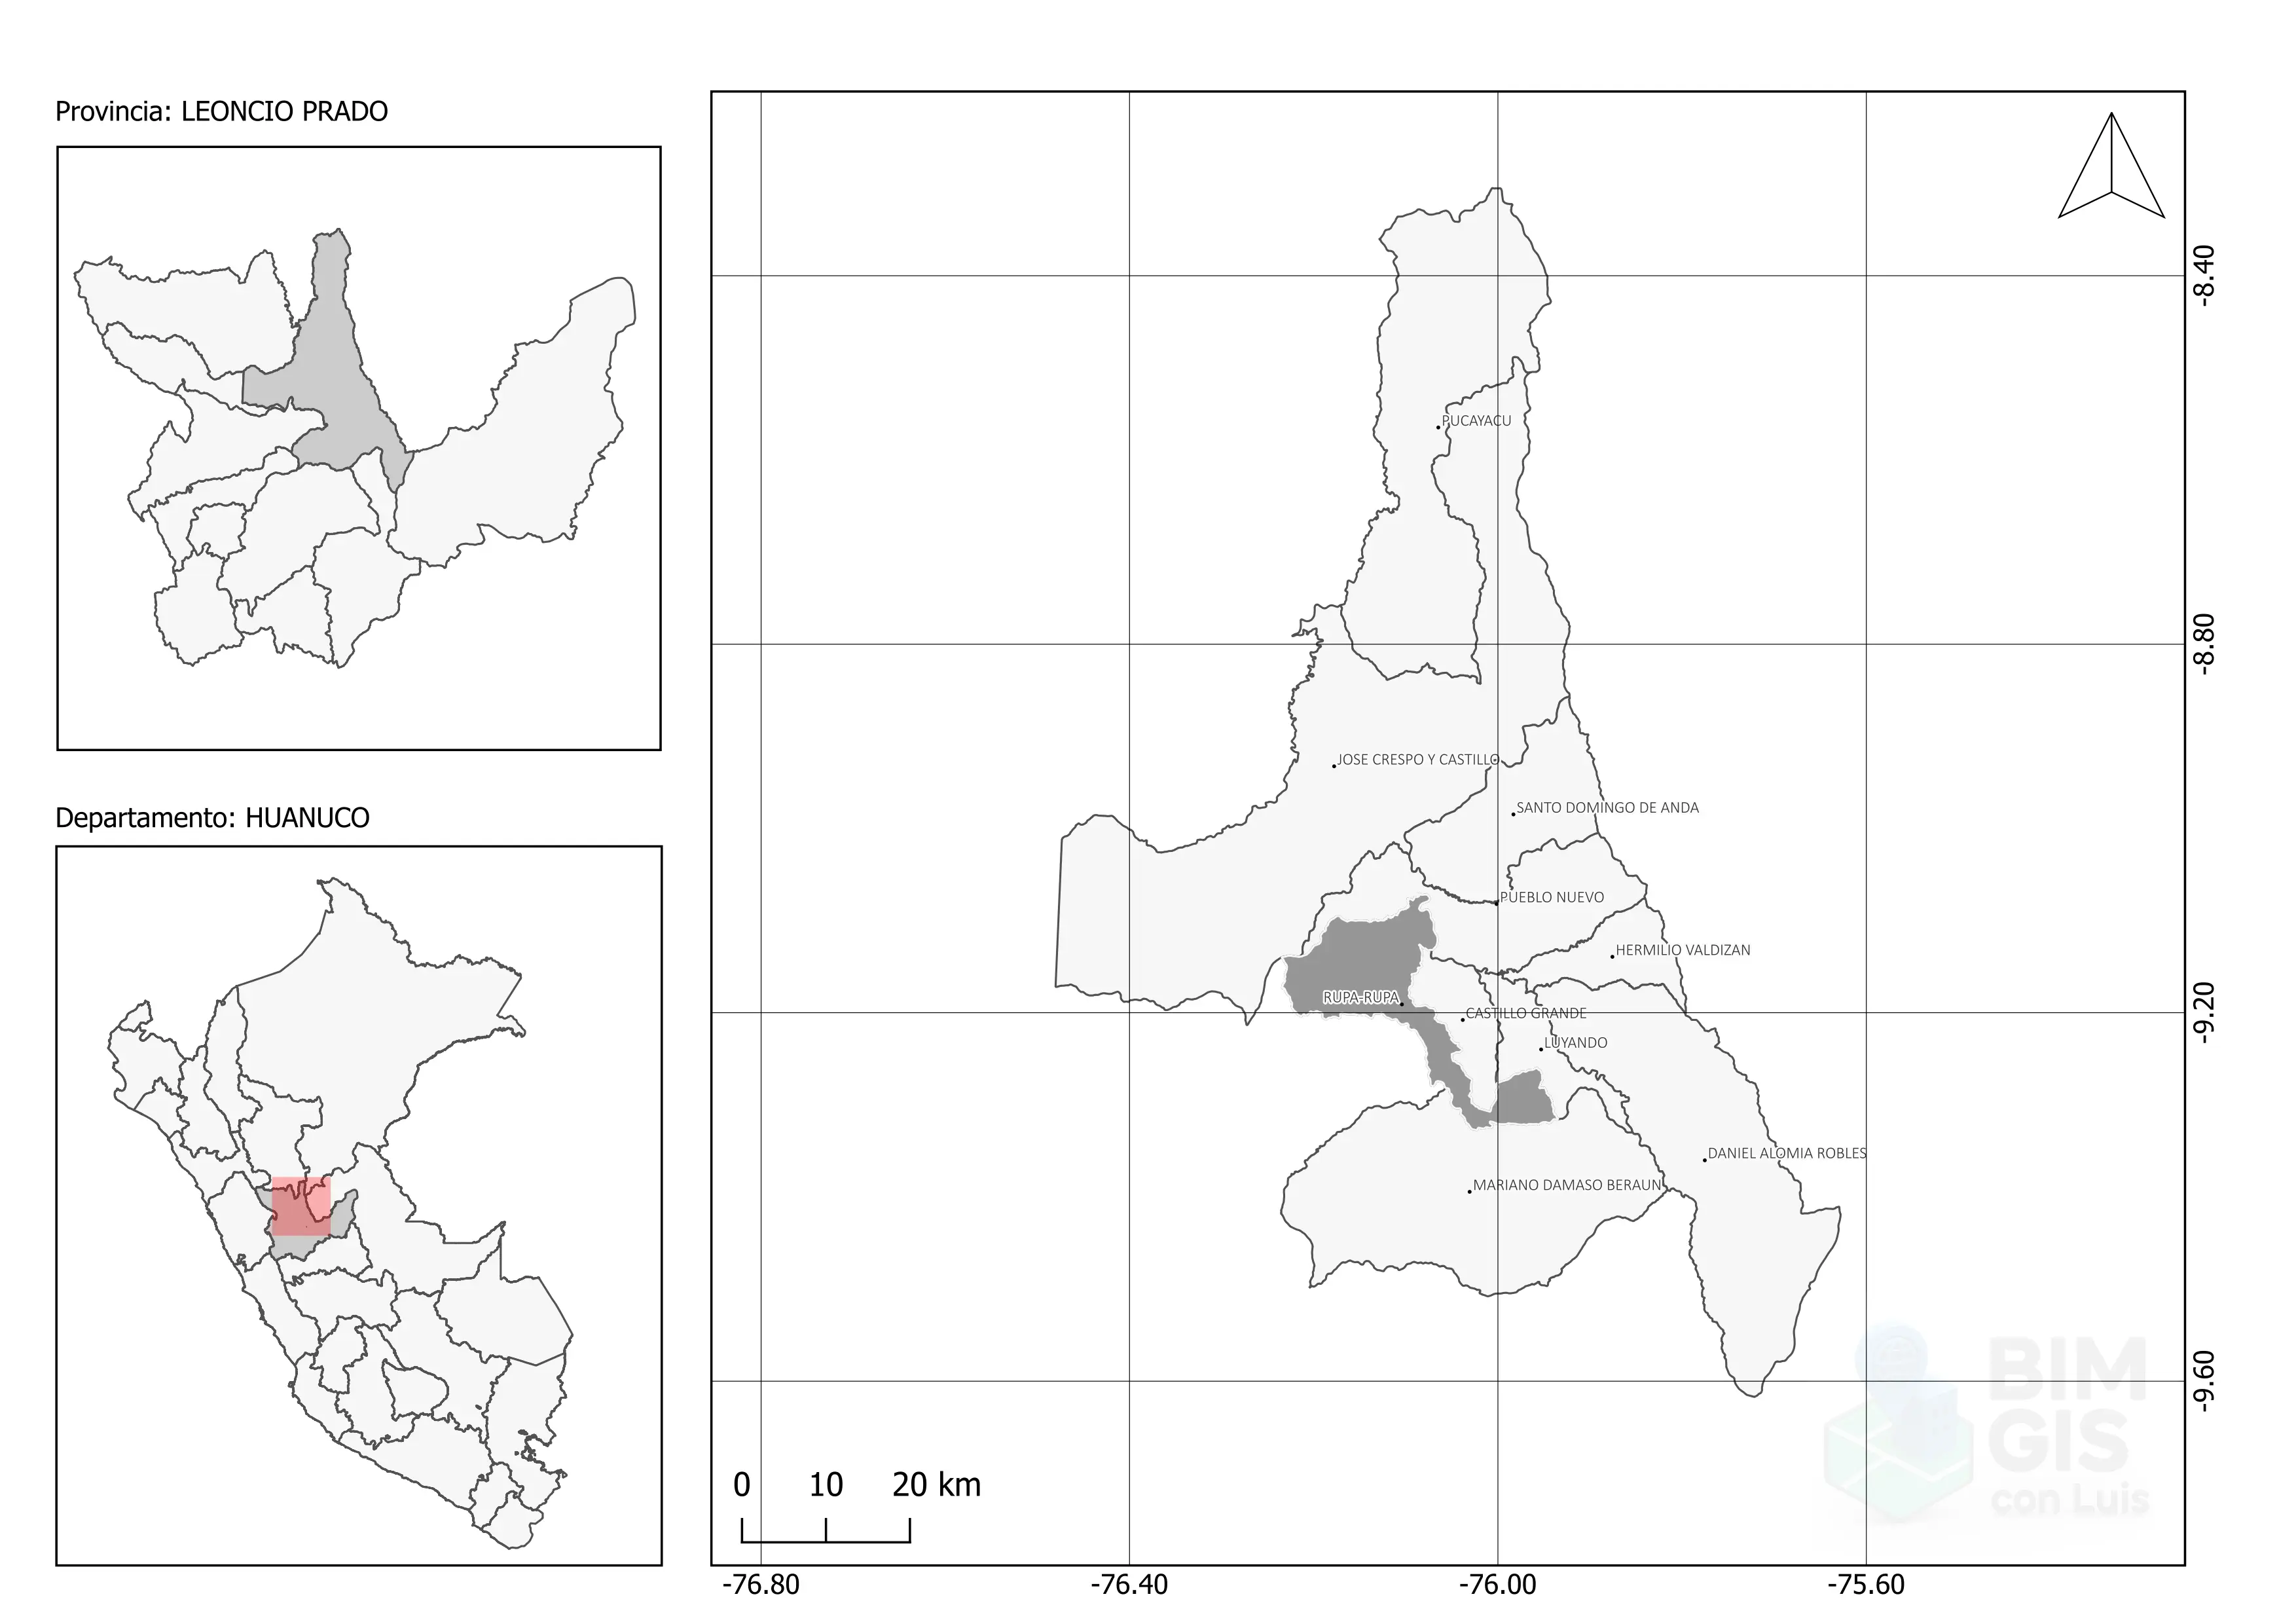 Provincia: LEONCIO PRADO
Departamento: HUANUCO
PUCAYACU
JOSE CRESPO Y CASTILLO
SANTO DOMINGO DE ANDA
PUEBLO NUEVO
HERMILIO VALDIZAN
RUPA-RUPA
CASTILLO GRANDE
LUYANDO
DANIEL ALOMIA ROBLES
MARIANO DAMASO BERAUN
-8.40
-8.80
-9.20
-9.60
0 10 20 km
-76.80 -76.40 -76.00 -75.60
BIM
GIS
con Luis